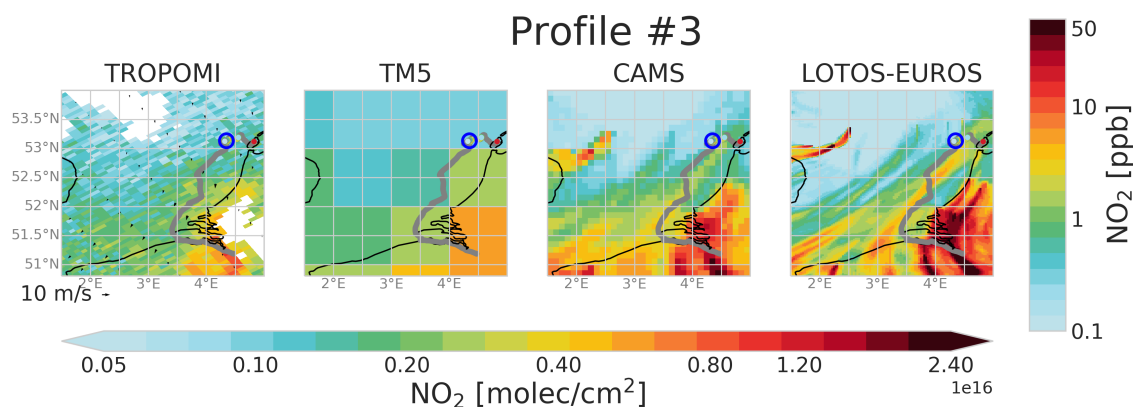 Profile #3
TROPOMI
TM5
CAMS
LOTOS-EUROS
53.5°N
53°N
52.5°N
52°N
51.5°N
51°N
2°E 3°E 4°E
2°E 3°E 4°E
2°E 3°E 4°E
2°E 3°E 4°E
10 m/s
50
10
1
0.1
NO₂ [ppb]
0.05 0.10 0.20 0.40 0.80 1.20 2.40
1e16
NO₂ [molec/cm²]